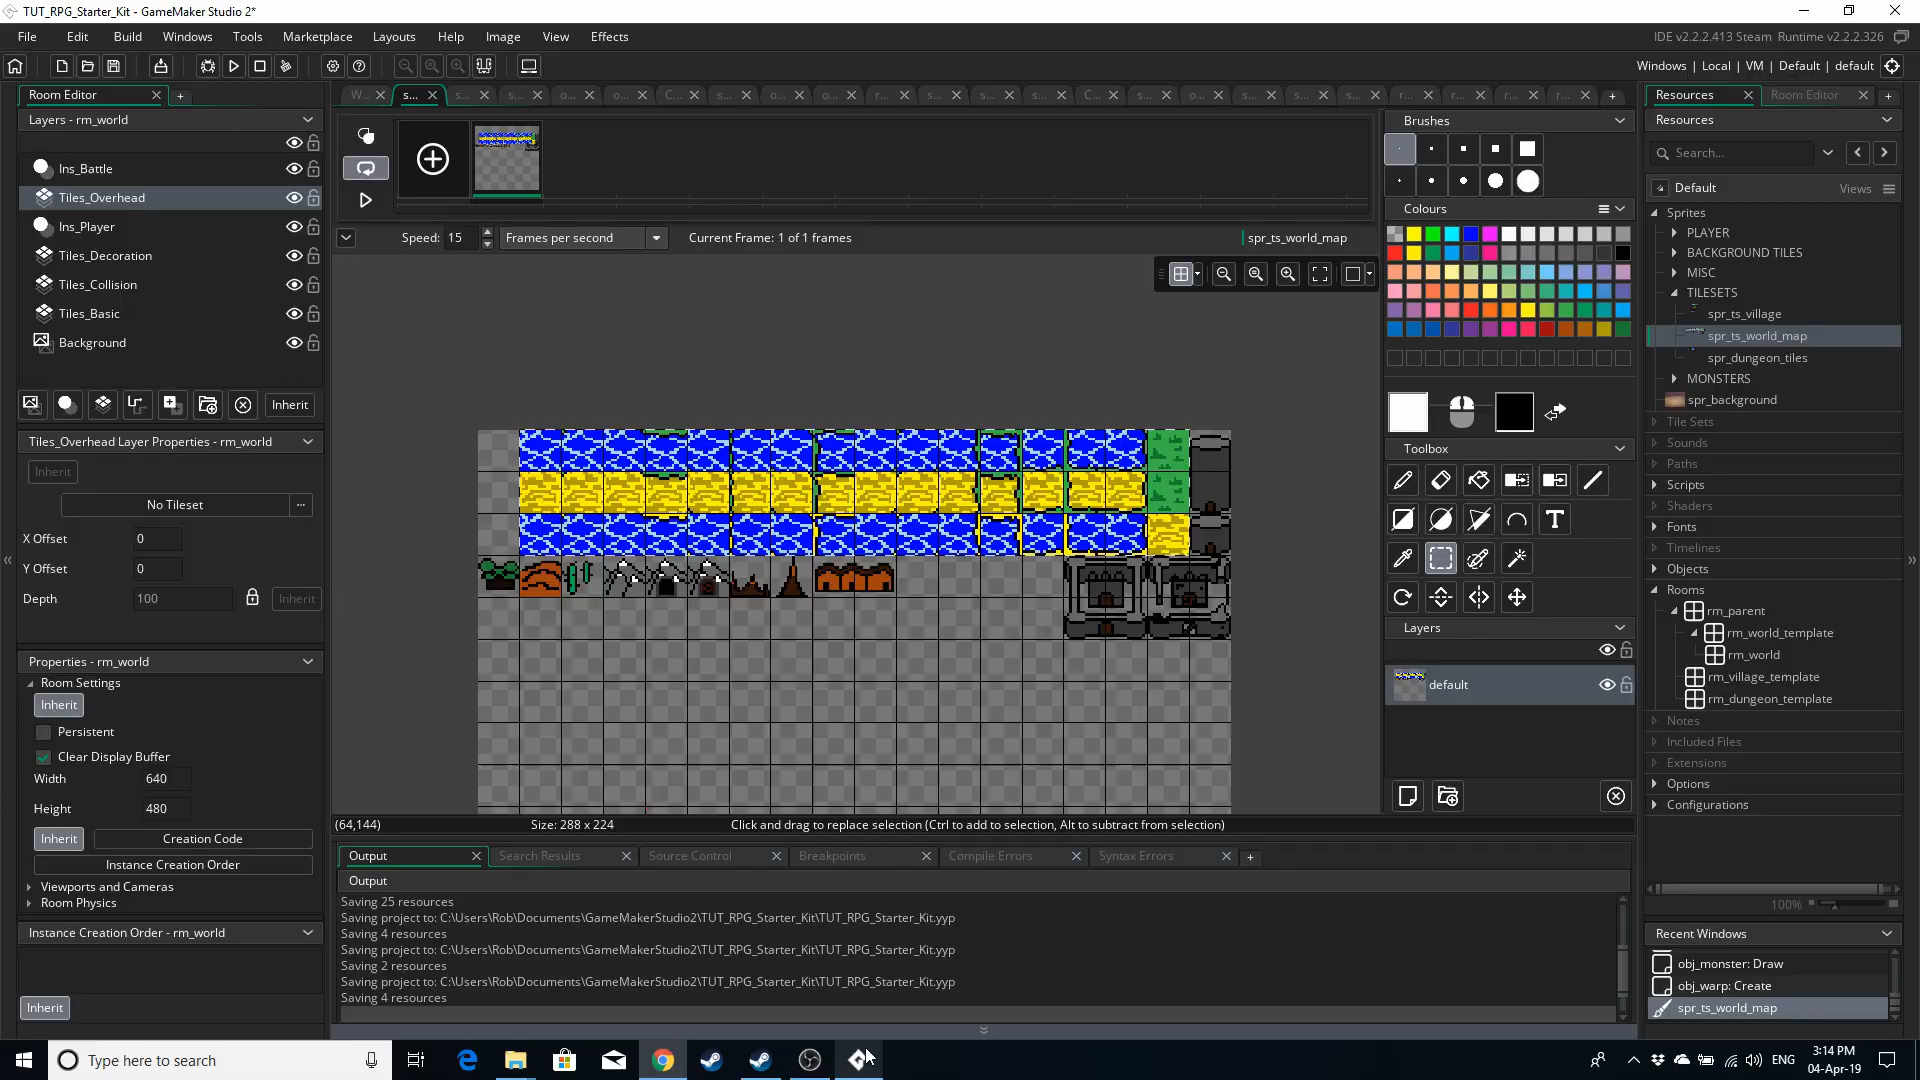 TUT_RPG_Starter_Kit - GameMaker Studio 2*
File Edit Build Windows Tools Marketplace Layouts Help Image View Effects
IDE v2.2.2.413 Steam Runtime v2.2.2.326
Windows | Local | VM | Default | default
Room Editor
Layers - rm_world
Ins_Battle
Tiles_Overhead
Ins_Player
Tiles_Decoration
Tiles_Collision
Tiles_Basic
Background
Inherit
Tiles_Overhead Layer Properties - rm_world
Inherit
No Tileset ...
X Offset 0
Y Offset 0
Depth 100 Inherit
Properties - rm_world
Room Settings
Inherit
Persistent
Clear Display Buffer
Width 640
Height 480
Inherit Creation Code
Instance Creation Order
Viewports and Cameras
Room Physics
Instance Creation Order - rm_world
Inherit
W... s... s... s... o... o... C... s... o... o... r... s... s... s... C... s... o... s... s... s... r... r... r... r...
Speed: 15 Frames per second Current Frame: 1 of 1 frames spr_ts_world_map
(64,144) Size: 288 x 224 Click and drag to replace selection (Ctrl to add to selection, Alt to subtract from selection)
Output Search Results Source Control Breakpoints Compile Errors Syntax Errors
Output
Saving 25 resources
Saving project to: C:\Users\Rob\Documents\GameMakerStudio2\TUT_RPG_Starter_Kit\TUT_RPG_Starter_Kit.yyp
Saving 4 resources
Saving project to: C:\Users\Rob\Documents\GameMakerStudio2\TUT_RPG_Starter_Kit\TUT_RPG_Starter_Kit.yyp
Saving 2 resources
Saving project to: C:\Users\Rob\Documents\GameMakerStudio2\TUT_RPG_Starter_Kit\TUT_RPG_Starter_Kit.yyp
Saving 4 resources
Brushes
Colours
Toolbox
T
Layers
default
Resources Room Editor
Resources
Search...
Default Views
Sprites
PLAYER
BACKGROUND TILES
MISC
TILESETS
spr_ts_village
spr_ts_world_map
spr_dungeon_tiles
MONSTERS
spr_background
Tile Sets
Sounds
Paths
Scripts
Shaders
Fonts
Timelines
Objects
Rooms
rm_parent
rm_world_template
rm_world
rm_village_template
rm_dungeon_template
Notes
Included Files
Extensions
Options
Configurations
100%
Recent Windows
obj_monster: Draw
obj_warp: Create
spr_ts_world_map
Type here to search
ENG
3:14 PM
04-Apr-19